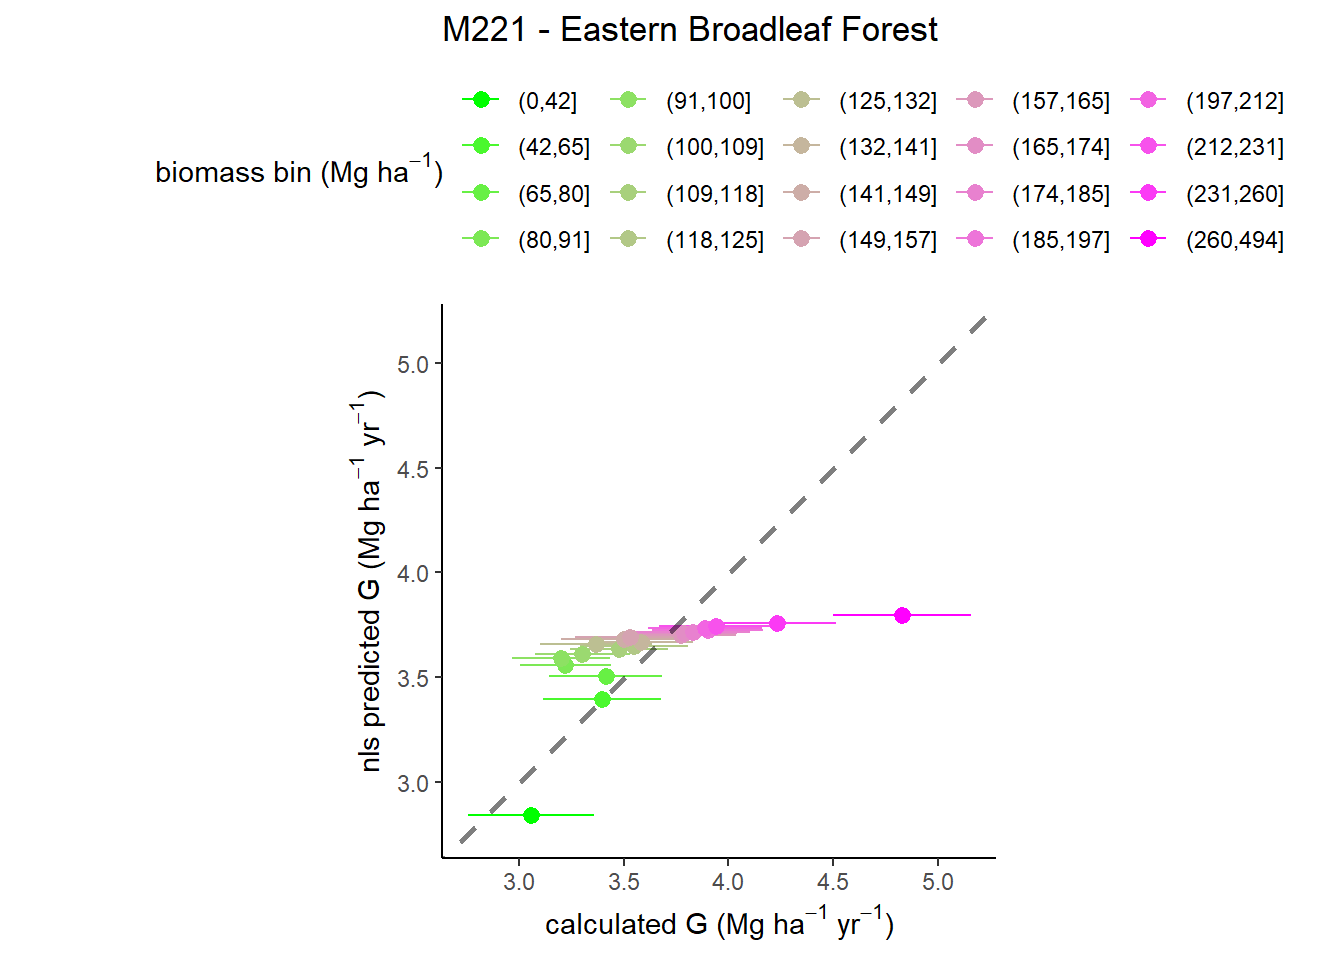 M221 - Eastern Broadleaf Forest
biomass bin (Mg ha⁻¹)
(0,42] (91,100] (125,132] (157,165] (197,212]
(42,65] (100,109] (132,141] (165,174] (212,231]
(65,80] (109,118] (141,149] (174,185] (231,260]
(80,91] (118,125] (149,157] (185,197] (260,494]
nls predicted G (Mg ha⁻¹ yr⁻¹)
5.0
4.5
4.0
3.5
3.0
3.0 3.5 4.0 4.5 5.0
calculated G (Mg ha⁻¹ yr⁻¹)